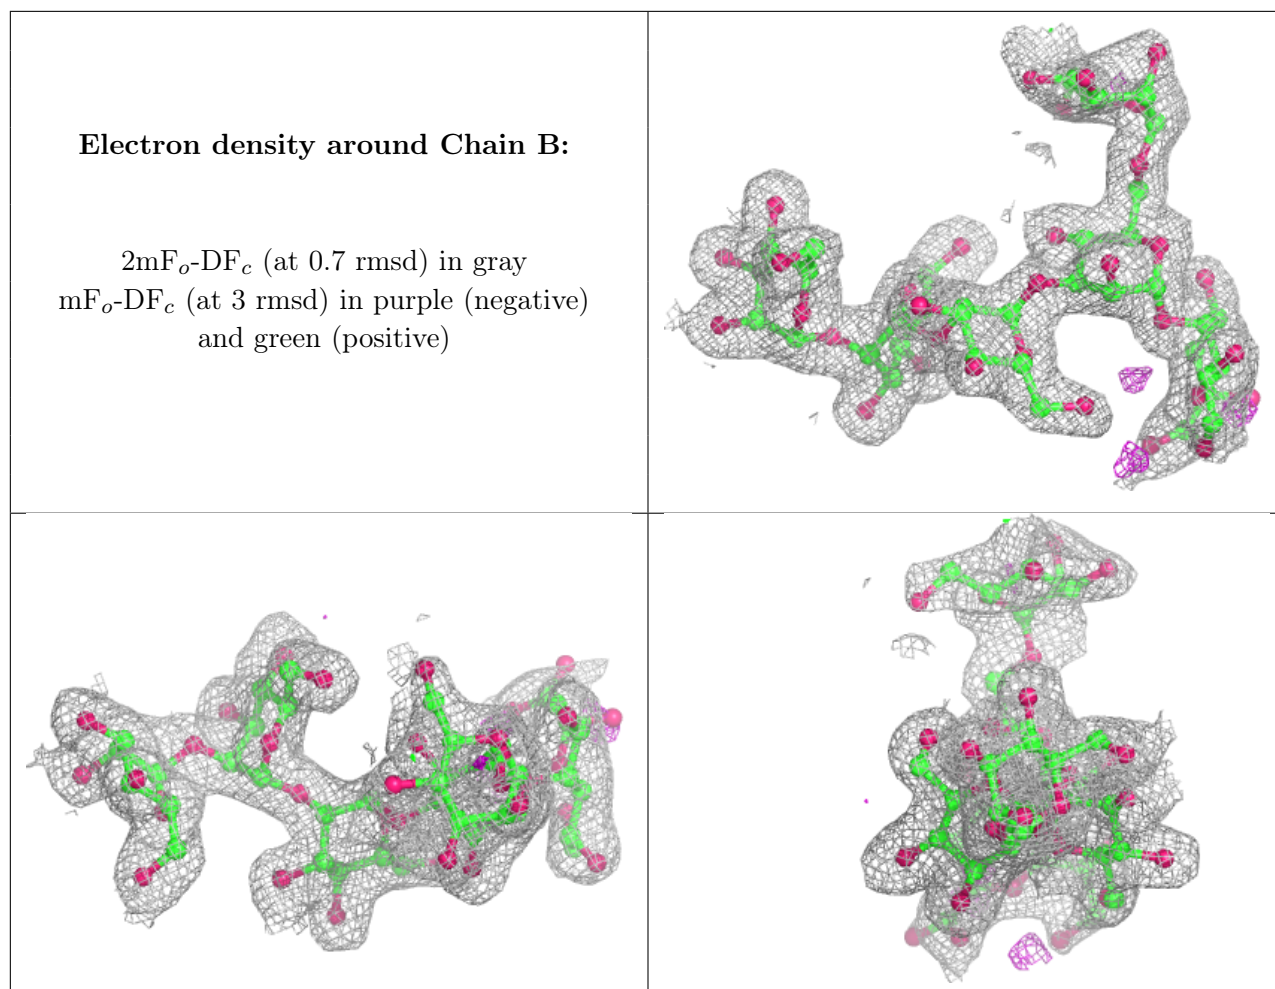 Electron density around Chain B:
2mFo-DFc (at 0.7 rmsd) in gray
mFo-DFc (at 3 rmsd) in purple (negative)
and green (positive)